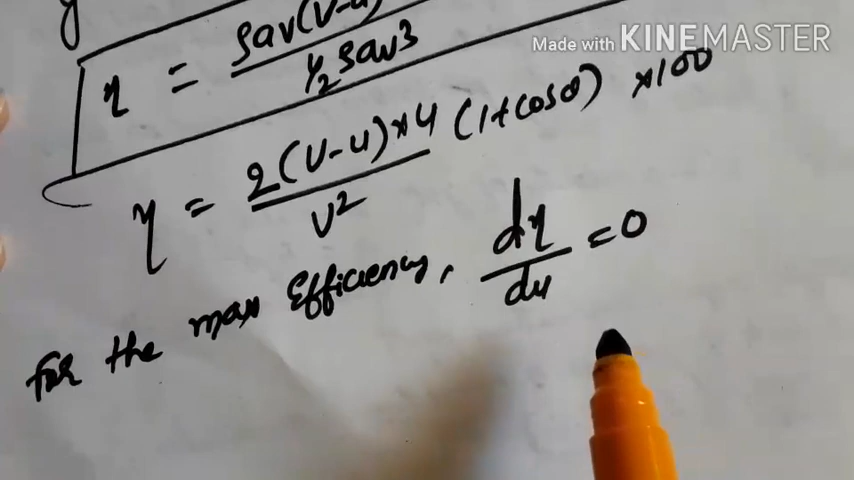 Made with KINEMASTER
η = ρav(V-u) / ½ρav³
η = 2(V-u)*u / v² (1+cosθ) *100
for the max Efficiency, dη/du = 0